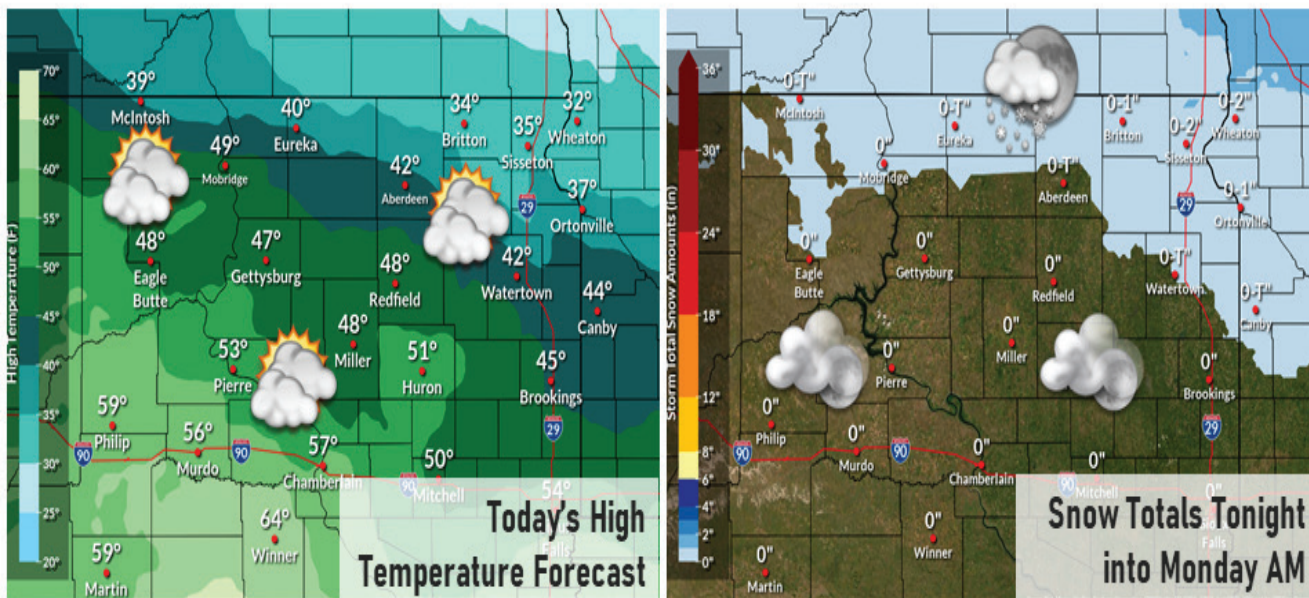 70°
60°
55°
50°
45°
40°
35°
30°
25°
20°
High Temperature (F)
39°
McIntosh
40°
Eureka
34°
Britton
32°
Wheaton
35°
Sisseton
49°
Mobridge
42°
Aberdeen
37°
Ortonville
29
48°
Eagle
Butte
47°
Gettysburg
48°
Redfield
42°
Watertown
44°
Canby
53°
Pierre
48°
Miller
51°
Huron
45°
Brookings
59°
Philip
29
90
56°
Murdo
90
57°
Chamberlain
90
50°
Mitchell
54°
Falls
64°
Winner
59°
Martin
Today's High
Temperature Forecast
36"
30"
24"
18"
12"
8"
6"
4"
2"
0"
Storm Total Snow Amounts (in)
0-T"
McIntosh
0-T"
Eureka
0-1"
Britton
0-2"
Wheaton
0-2"
Sisseton
0"
Mobridge
0-T"
Aberdeen
29
0-1"
Ortonville
0"
Eagle
Butte
0"
Gettysburg
0"
Redfield
0-T"
Watertown
0-T"
Canby
0"
Pierre
0"
Miller
0"
Brookings
0"
Philip
29
90
0"
Murdo
90
0"
Chamberlain
90
0"
Mitchell
0"
Falls
0"
Winner
0"
Martin
Snow Totals Tonight
into Monday AM